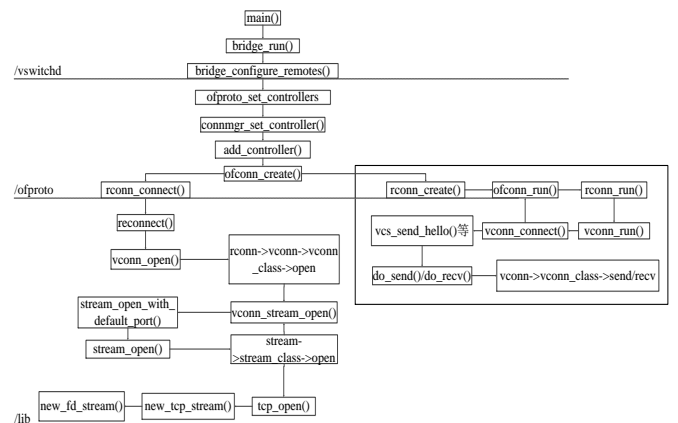 main()
bridge_run()
/vswitchd
bridge_configure_remotes()
ofproto_set_controllers
connmgr_set_controller()
add_controller()
ofconn_create()
/ofproto
rconn_connect()
rconn_create()
ofconn_run()
rconn_run()
reconnect()
vcs_send_hello()等
vconn_connect()
vconn_run()
vconn_open()
rconn->vconn->vconn
_class->open
do_send()/do_recv()
vconn->vconn_class->send/recv
stream_open_with_
default_port()
vconn_stream_open()
stream_open()
stream-
>stream_class->open
new_fd_stream()
new_tcp_stream()
tcp_open()
/lib